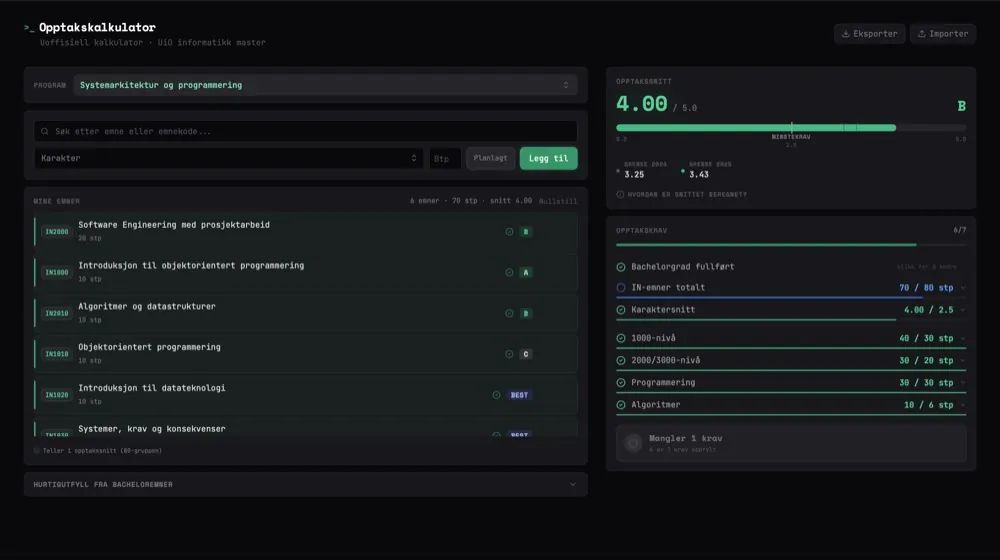 >_ Opptakskalkulator
Uoffisiell kalkulator · UiO informatikk master
Eksporter
Importer
PROGRAM
Systemarkitektur og programmering
Søk etter emne eller emnekode...
Karakter
Stp
Planlagt
Legg til
MINE EMNER
6 emner · 70 stp · snitt 4.00
Nullstill
IN2000
Software Engineering med prosjektarbeid
20 stp
B
IN1000
Introduksjon til objektorientert programmering
10 stp
A
IN2010
Algoritmer og datastrukturer
10 stp
B
IN1010
Objektorientert programmering
10 stp
C
IN1020
Introduksjon til datateknologi
10 stp
BEST
IN1030
Systemer, krav og konsekvenser
BEST
Teller i opptakssnitt (80-gruppen)
HURTIGUTFYLL FRA BACHELOREMNER
OPPTAKSSNITT
4.00 / 5.0
B
0.0
MINSTEKRAV
2.5
5.0
3.25
3.43
HVORDAN ER SNITTET BEREGNET?
OPPTAKSKRAV
6/7
Bachelorgrad fullført
IN-emner totalt
70 / 80 stp
Karaktersnitt
4.00 / 2.5
1000-nivå
40 / 30 stp
2000/3000-nivå
30 / 20 stp
Programmering
30 / 30 stp
Algoritmer
10 / 6 stp
Mangler 1 krav
6 av 7 krav oppfylt